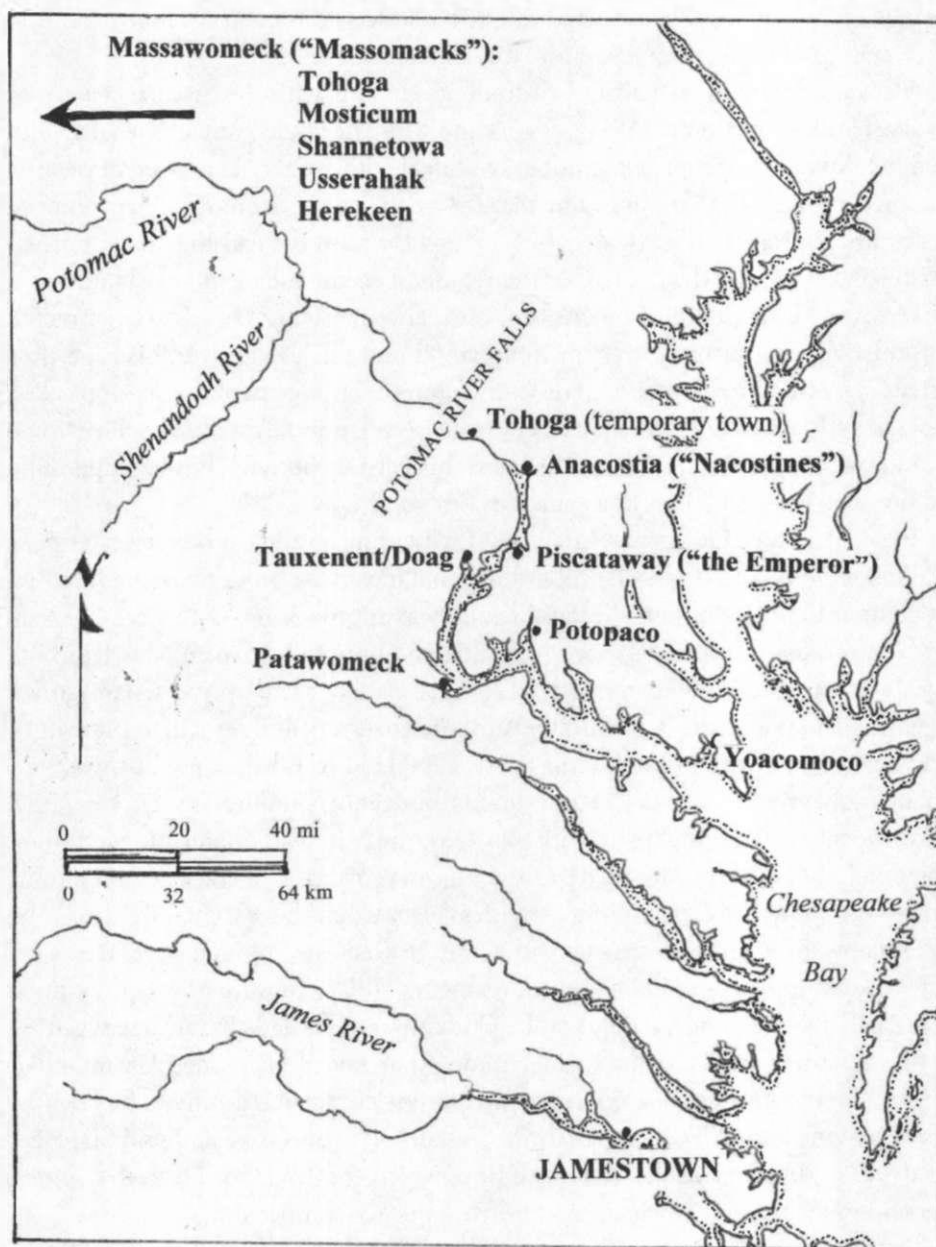 Massawomeck (“Massomacks”):
Tohoga
Mosticum
Shannetowa
Usserahak
Herekeen
Potomac River
Shenandoah River
POTOMAC RIVER FALLS
Tohoga (temporary town)
Anacostia (“Nacostines”)
Tauxenent/Doag
Piscataway (“the Emperor”)
Potopaco
Patawomeck
Yoacomoco
0 20 40 mi
32 64 km
Chesapeake
Bay
James River
JAMESTOWN